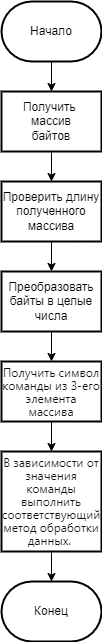 Начало
Получить
массив
байтов
Проверить длину
полученного
массива
Преобразовать
байты в целые
числа
Получить символ
команды из 3-его
элемента
массива
В зависимости от
значения
команды
выполнить
соответствующий
метод обработки
данных.
Конец